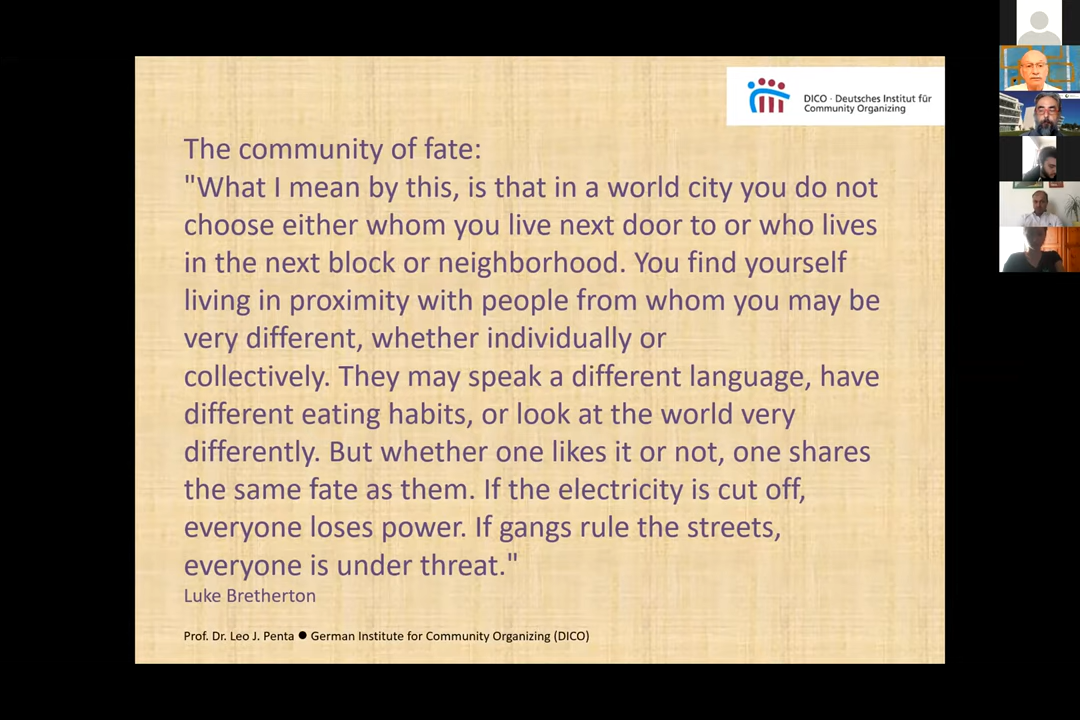 DICO - Deutsches Institut für
Community Organizing
The community of fate:
"What I mean by this, is that in a world city you do not
choose either whom you live next door to or who lives
in the next block or neighborhood. You find yourself
living in proximity with people from whom you may be
very different, whether individually or
collectively. They may speak a different language, have
different eating habits, or look at the world very
differently. But whether one likes it or not, one shares
the same fate as them. If the electricity is cut off,
everyone loses power. If gangs rule the streets,
everyone is under threat."
Luke Bretherton
Prof. Dr. Leo J. Penta ● German Institute for Community Organizing (DICO)